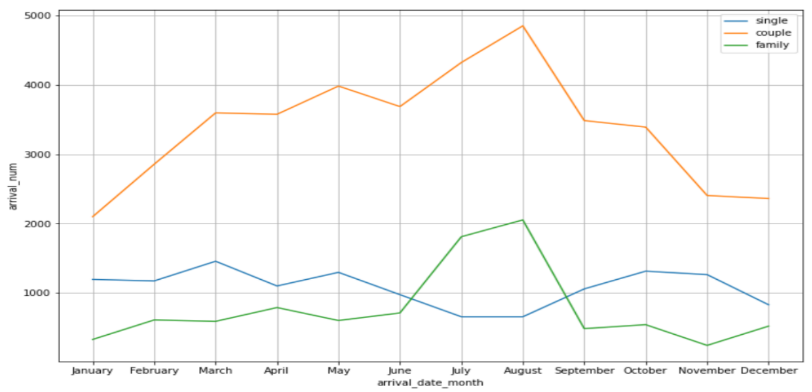 5000
4000
3000
2000
1000
arrival_num
single
couple
family
January February March April May June July August September October November December
arrival_date_month